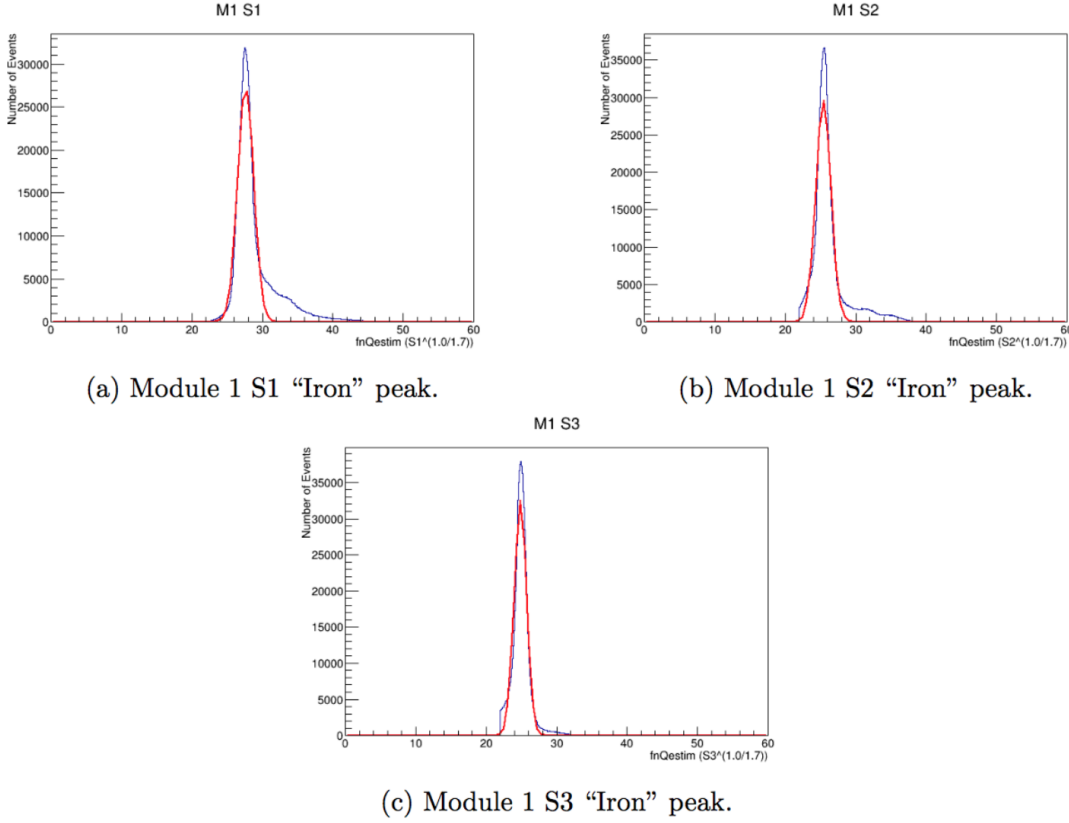 M1 S1
Number of Events
30000
25000
20000
15000
10000
5000
0
0 10 20 30 40 50 60
fnQestim (S1^(1.0/1.7))
(a) Module 1 S1 “Iron” peak.
M1 S2
Number of Events
35000
30000
25000
20000
15000
10000
5000
0
0 10 20 30 40 50 60
fnQestim (S2^(1.0/1.7))
(b) Module 1 S2 “Iron” peak.
M1 S3
Number of Events
35000
30000
25000
20000
15000
10000
5000
0
0 10 20 30 40 50 60
fnQestim (S3^(1.0/1.7))
(c) Module 1 S3 “Iron” peak.